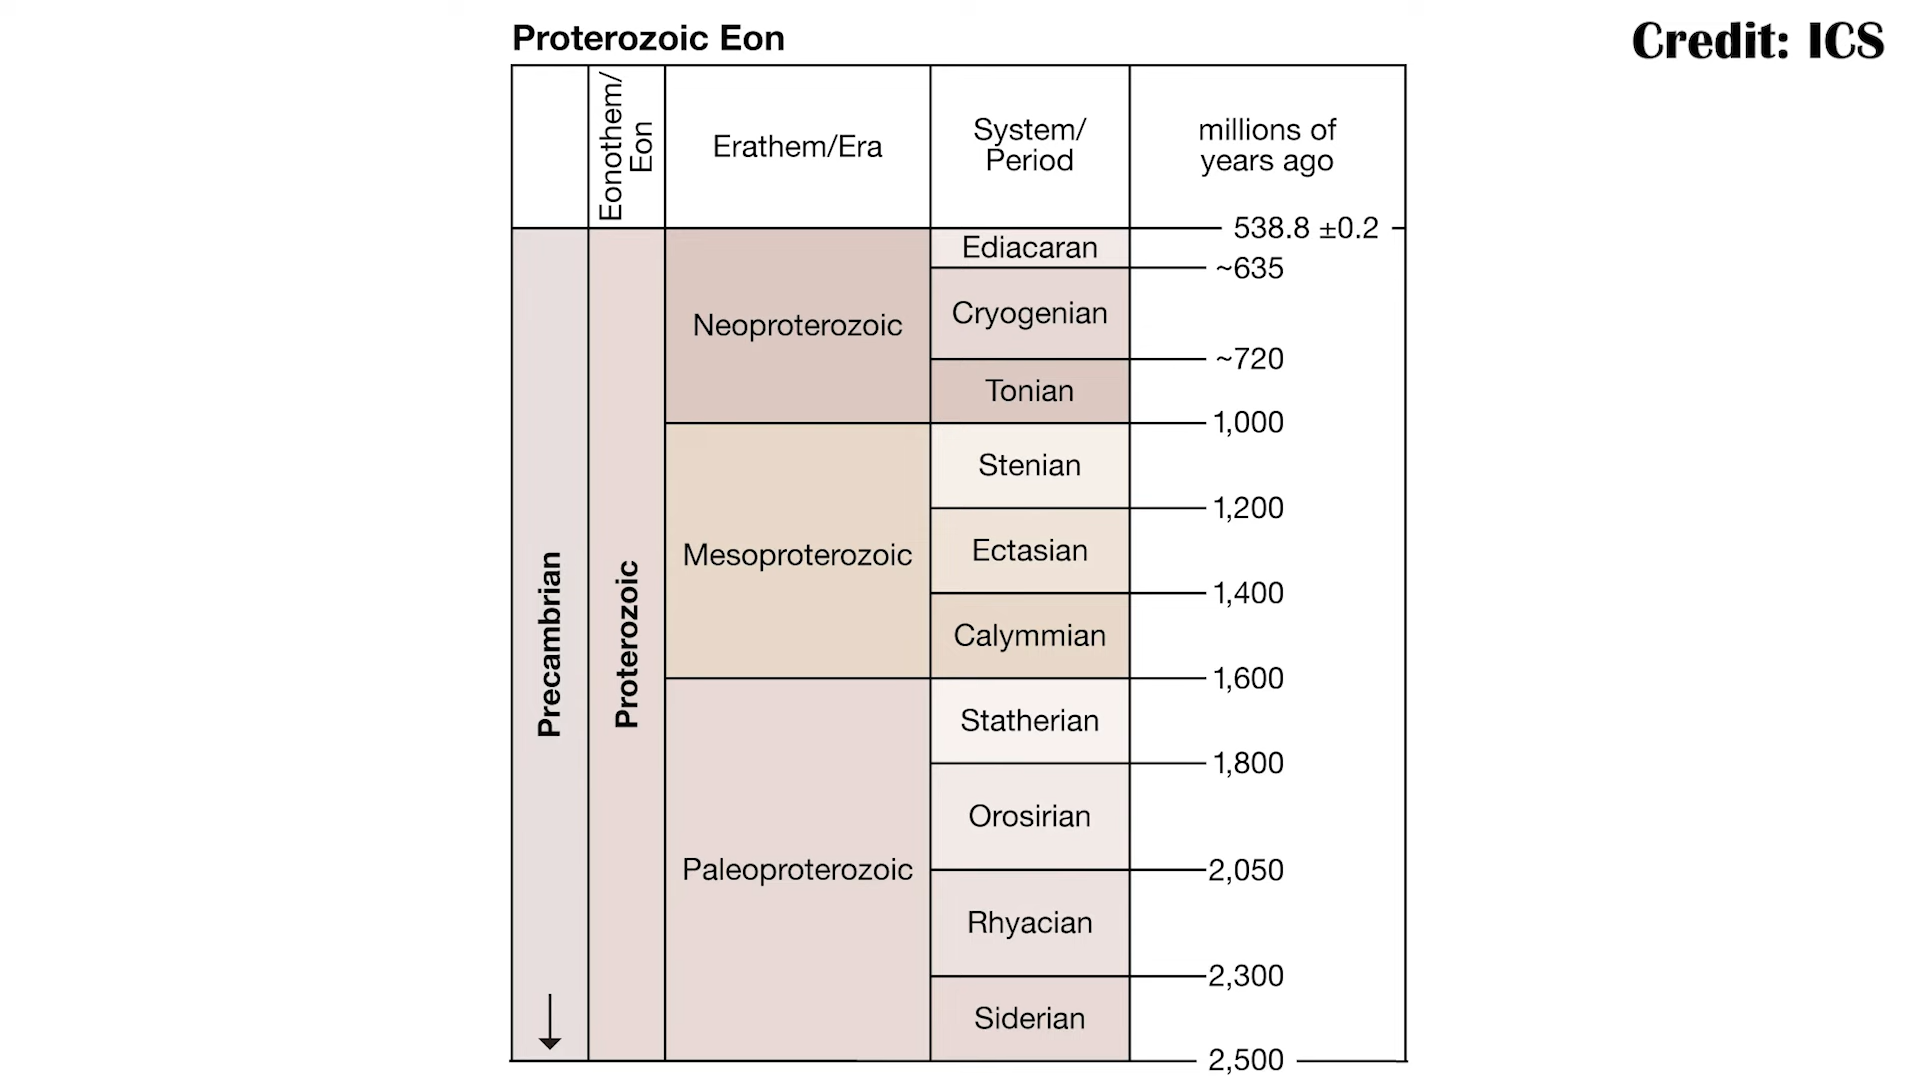 Proterozoic Eon
Credit: ICS
Eonothem/
Eon
Erathem/Era
System/
Period
millions of
years ago
Precambrian
Proterozoic
Neoproterozoic
Ediacaran
Cryogenian
Tonian
Mesoproterozoic
Stenian
Ectasian
Calymmian
Paleoproterozoic
Statherian
Orosirian
Rhyacian
Siderian
538.8 ±0.2
~635
~720
1,000
1,200
1,400
1,600
1,800
2,050
2,300
2,500